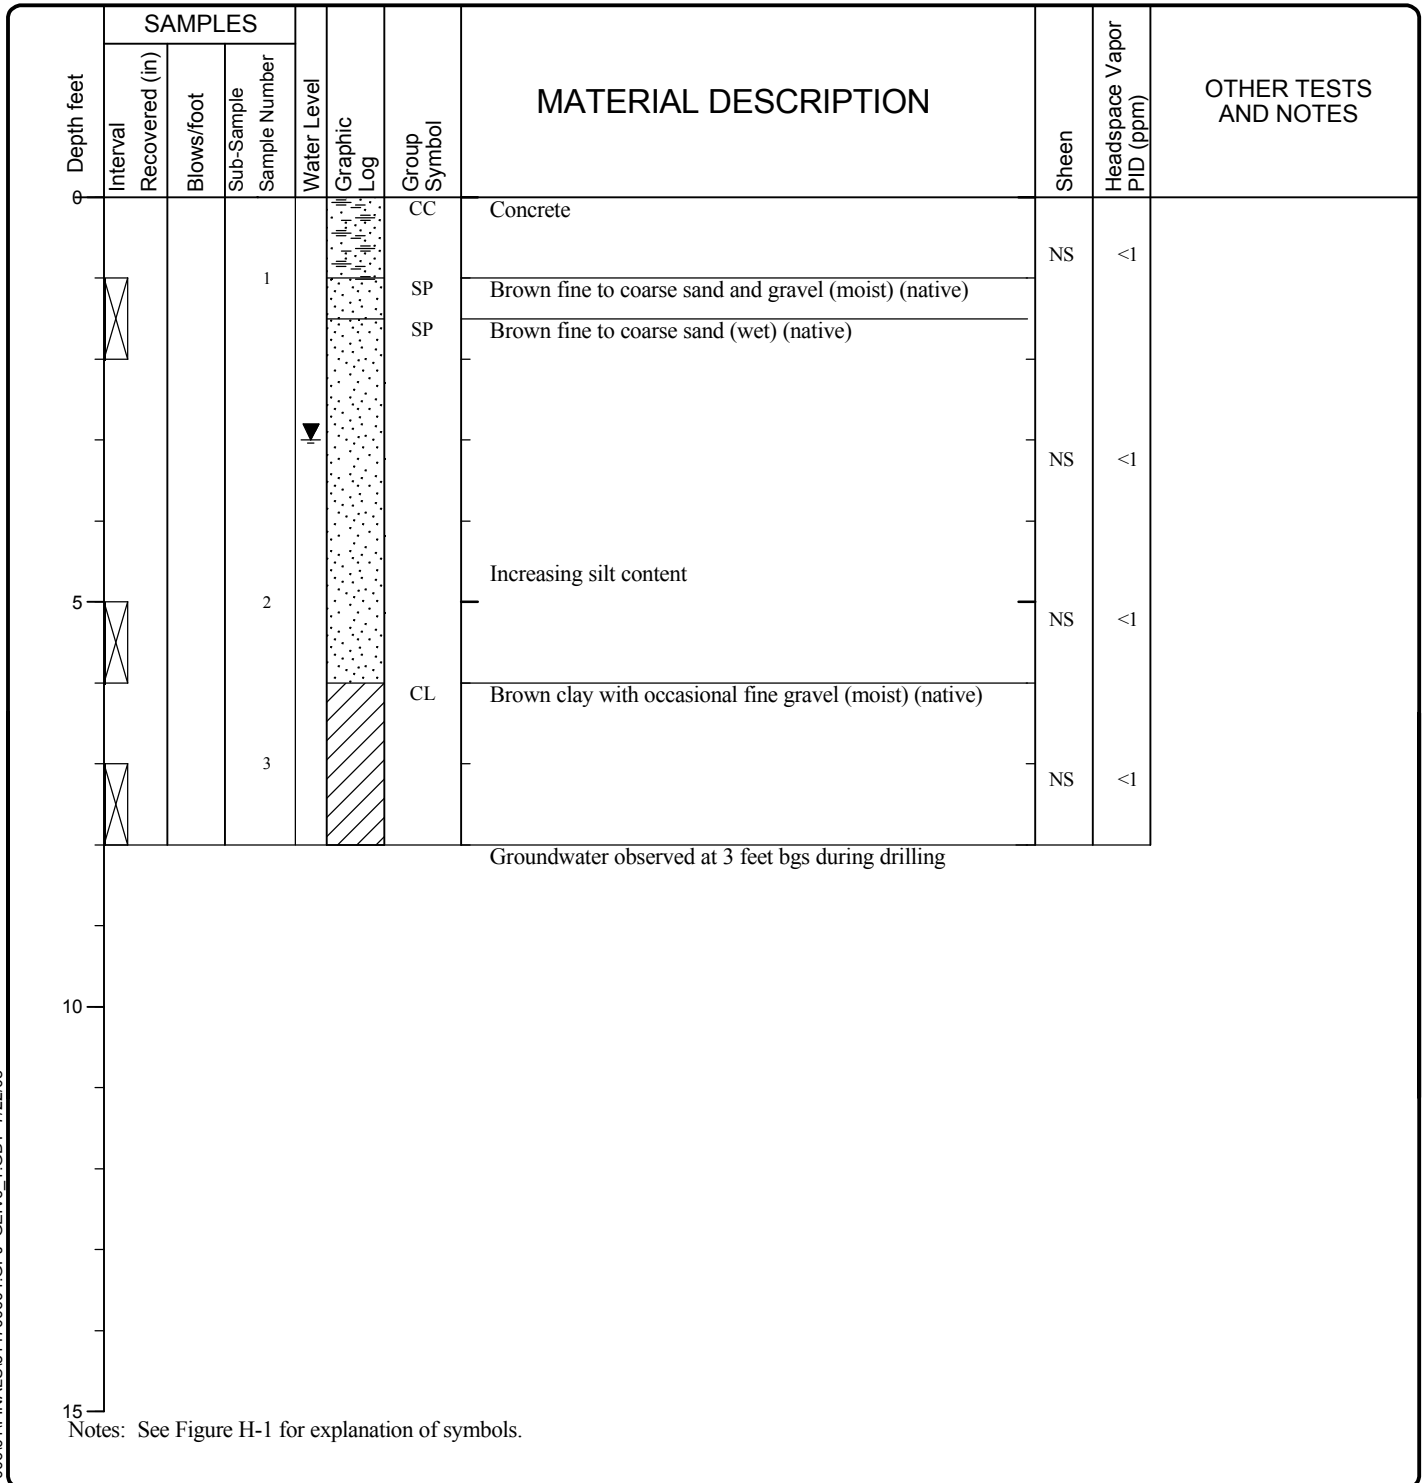 SAMPLES
Depth feet
Interval
Recovered (in)
Blows/foot
Sub-Sample
Sample Number
Water Level
Graphic
Log
Group
Symbol
MATERIAL DESCRIPTION
Sheen
Headspace Vapor
PID (ppm)
OTHER TESTS
AND NOTES
0
CC Concrete
NS <1
1
SP Brown fine to coarse sand and gravel (moist) (native)
SP Brown fine to coarse sand (wet) (native)
NS <1
Increasing silt content
5 2
NS <1
CL Brown clay with occasional fine gravel (moist) (native)
3
NS <1
Groundwater observed at 3 feet bgs during drilling
10
15
Notes: See Figure H-1 for explanation of symbols.